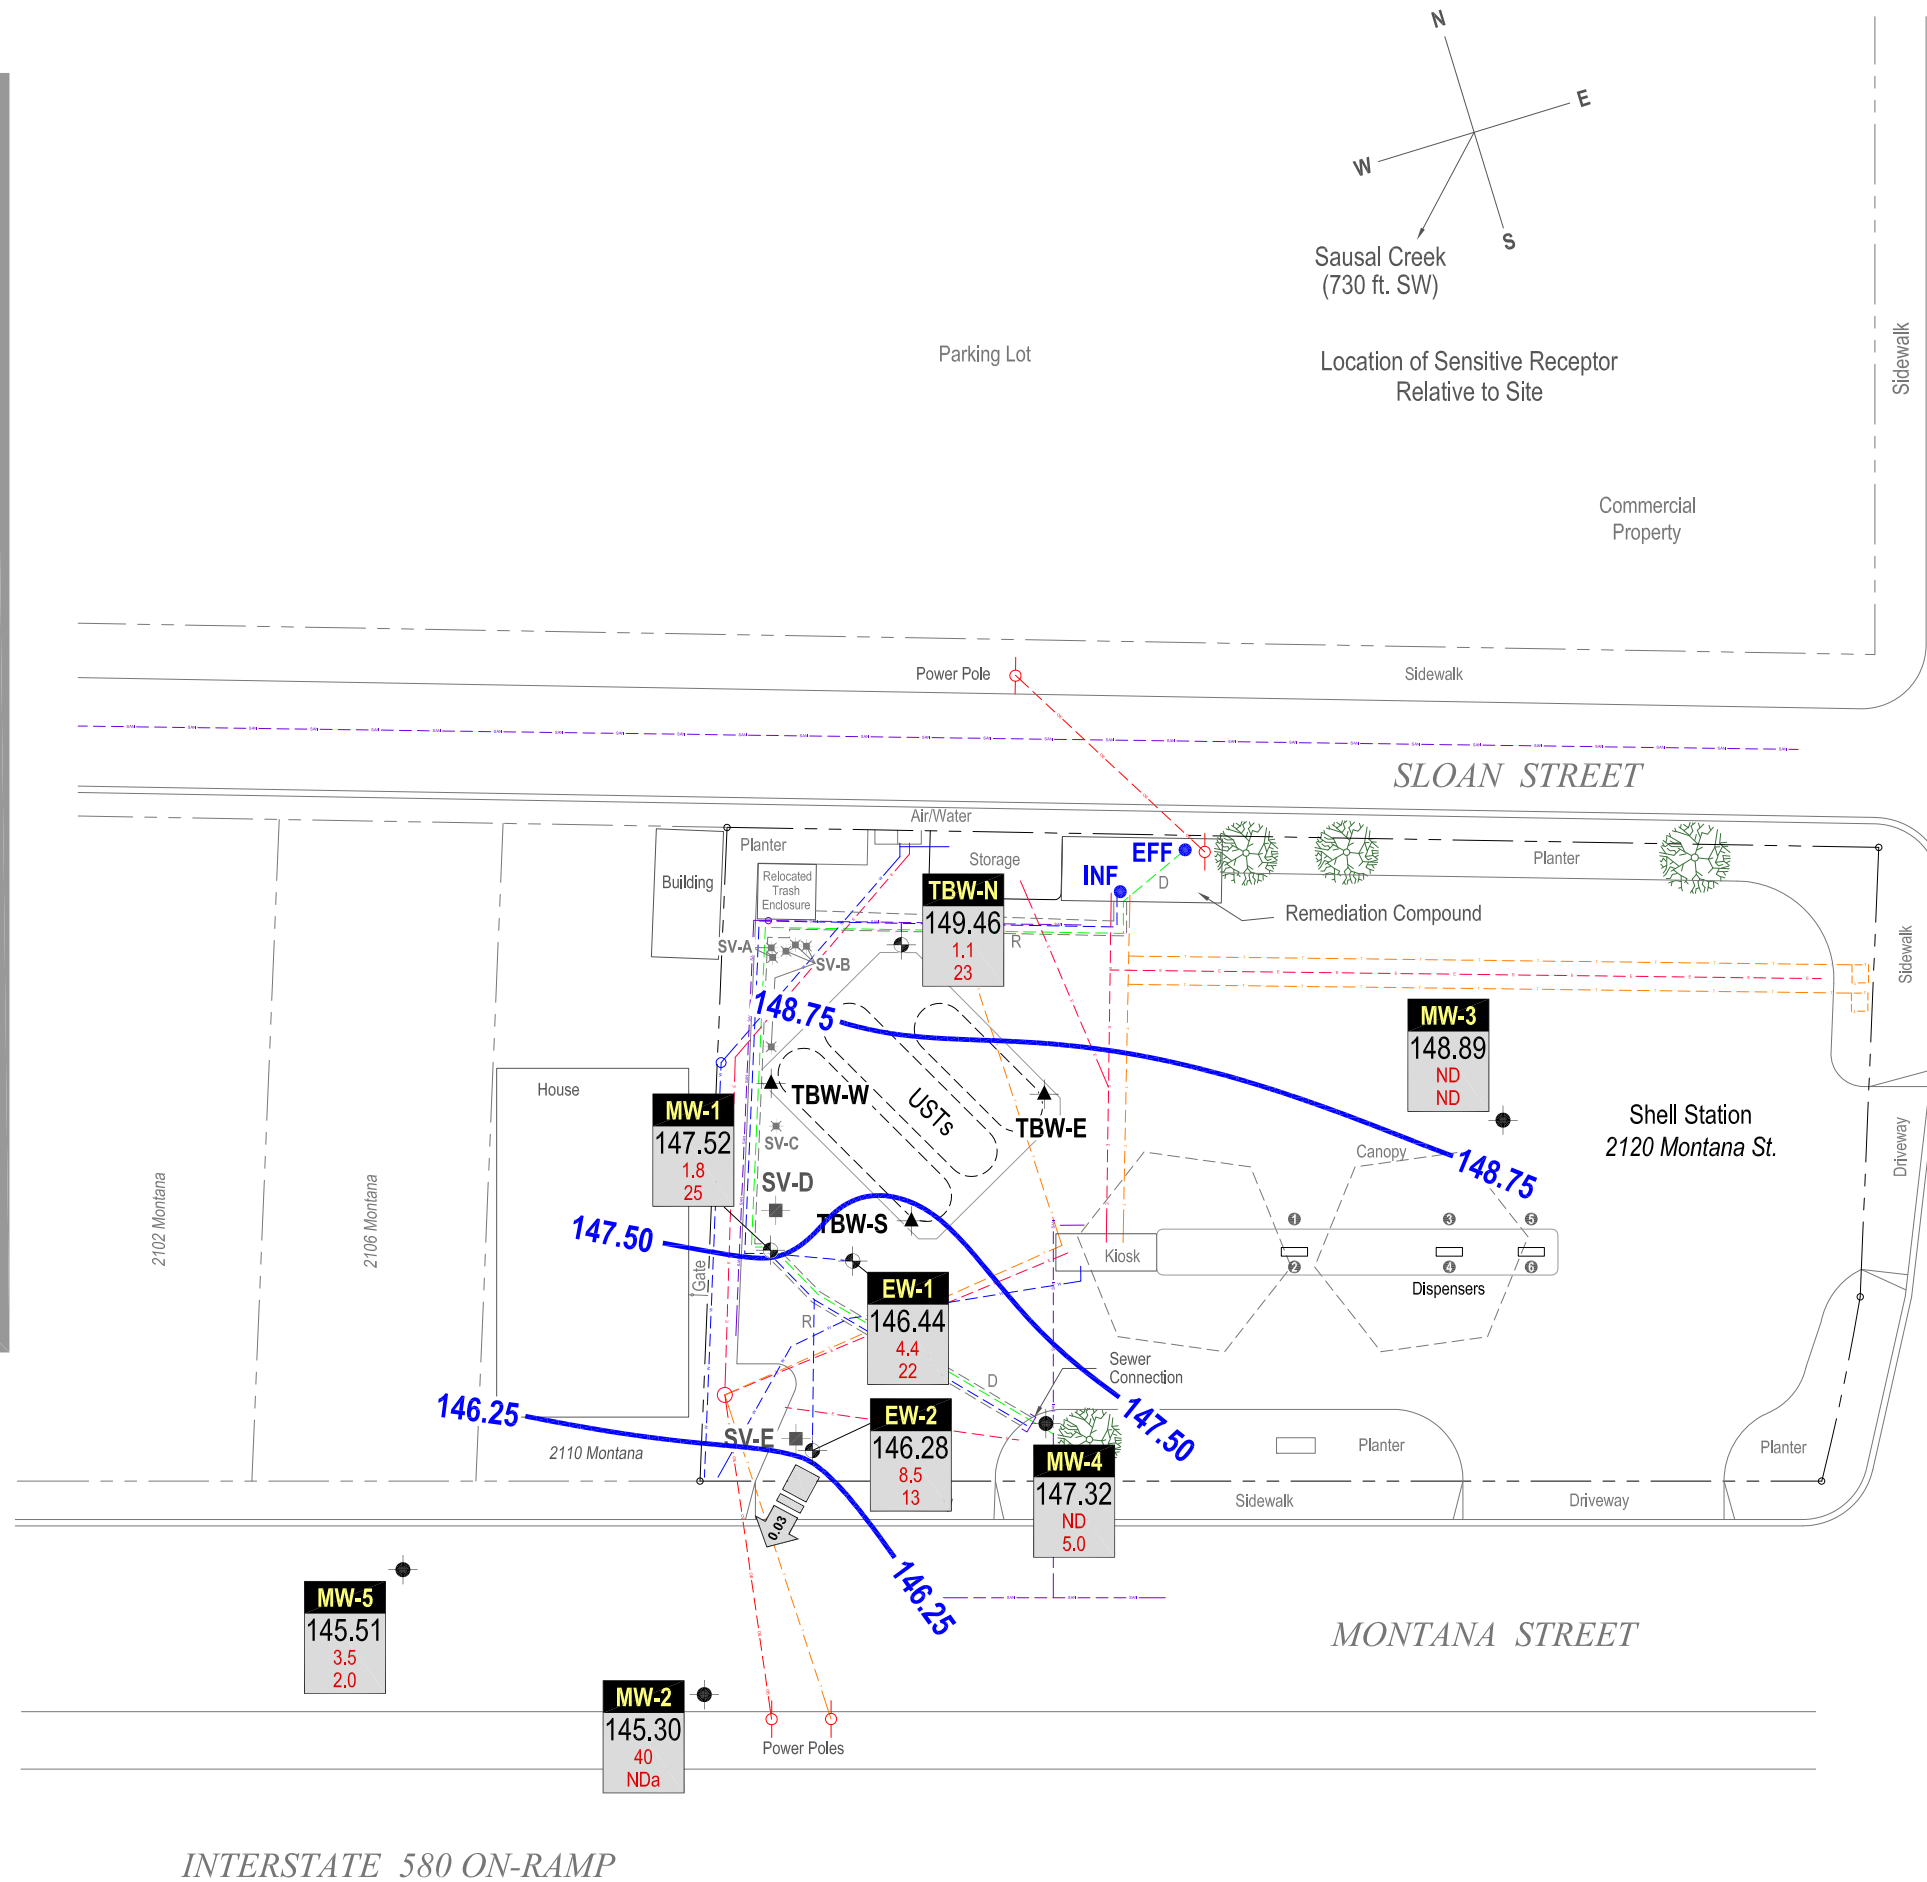 N
E
W
S
Sausal Creek
(730 ft. SW)
Location of Sensitive Receptor
Relative to Site
Parking Lot
Sidewalk
Commercial
Property
Power Pole
Sidewalk
SLOAN STREET
Air/Water
Planter
Storage
EFF
INF
D
Planter
Building
Relocated
Trash
Enclosure
TBW-N
149.46
1.1
23
R
Remediation Compound
SV-A
SV-B
Sidewalk
148.75
MW-3
148.89
ND
ND
House
TBW-W
USTs
TBW-E
MW-1
147.52
1.8
25
SV-C
SV-D
Shell Station
2120 Montana St.
Canopy
148.75
Driveway
2102 Montana
2106 Montana
147.50
TBW-S
1
3
5
Kiosk
2
4
6
Dispensers
Gate
EW-1
146.44
4.4
22
R
D
Sewer
Connection
146.25
147.50
EW-2
146.28
8.5
13
SV-E
2110 Montana
MW-4
147.32
ND
5.0
Planter
Planter
Sidewalk
Driveway
0.03
146.25
MW-5
145.51
3.5
2.0
MONTANA STREET
MW-2
145.30
40
NDa
Power Poles
INTERSTATE 580 ON-RAMP